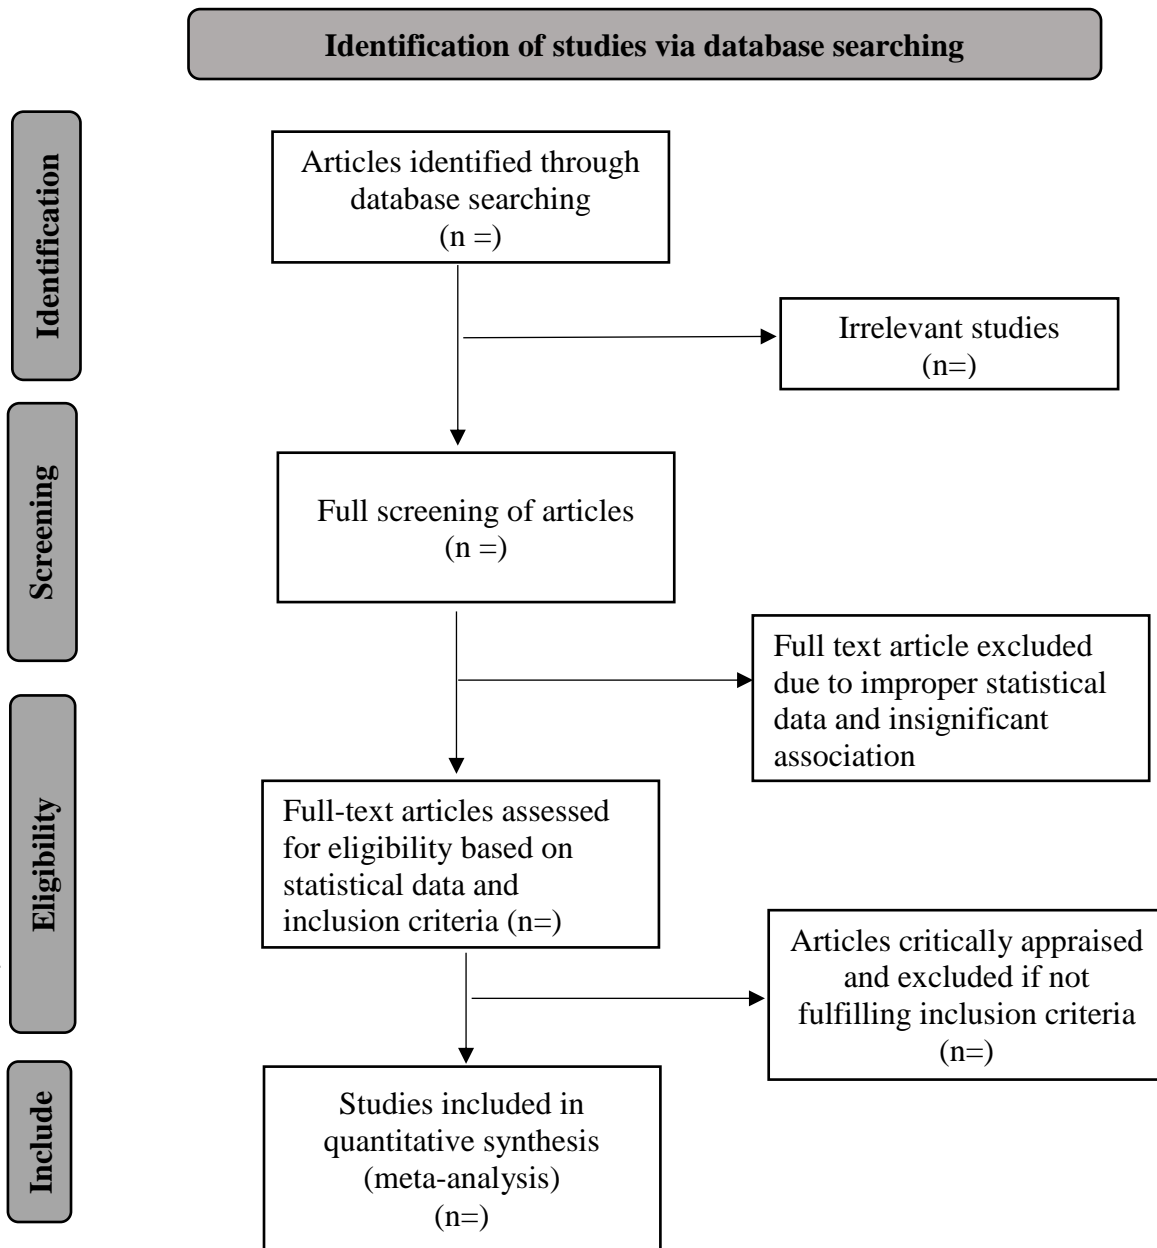 Identification of studies via database searching
Identification
Articles identified through
database searching
(n =)
Irrelevant studies
(n=)
Screening
Full screening of articles
(n =)
Full text article excluded
due to improper statistical
data and insignificant
association
Eligibility
Full-text articles assessed
for eligibility based on
statistical data and
inclusion criteria (n=)
Articles critically appraised
and excluded if not
fulfilling inclusion criteria
(n=)
Include
Studies included in
quantitative synthesis
(meta-analysis)
(n=)